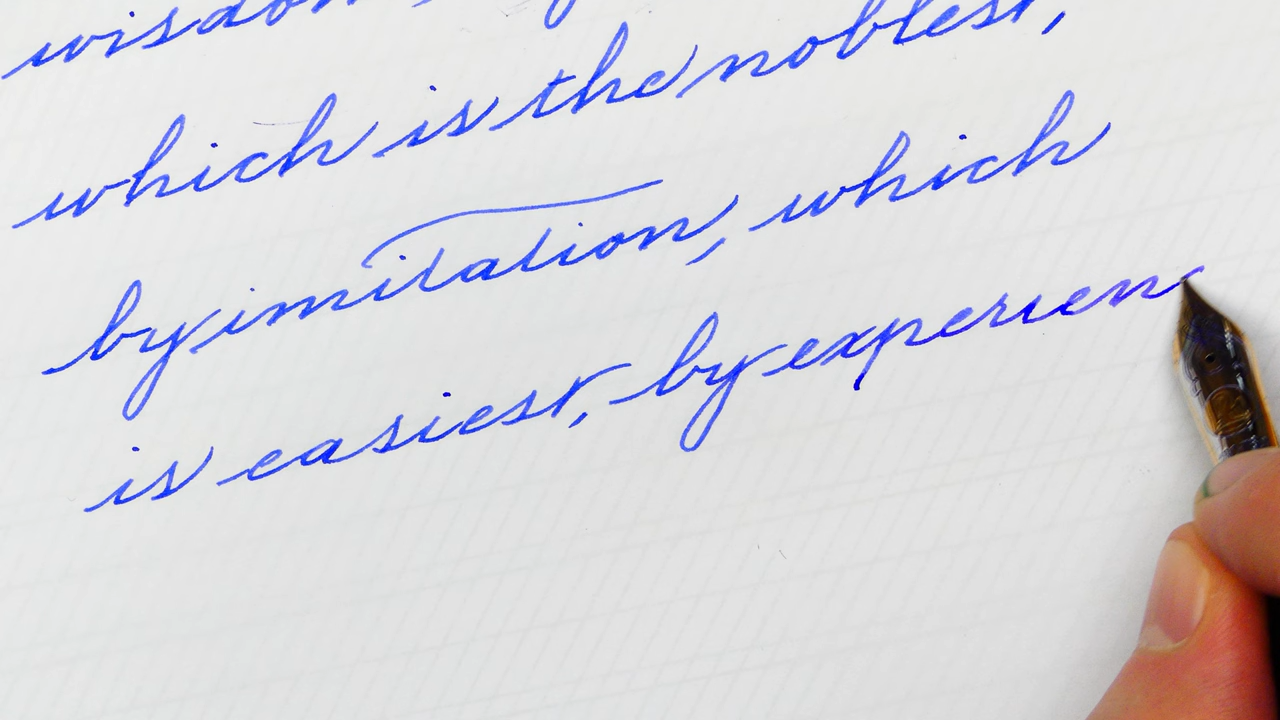 wisdom
which is the noblest,
by imitation, which
is easiest, by experien